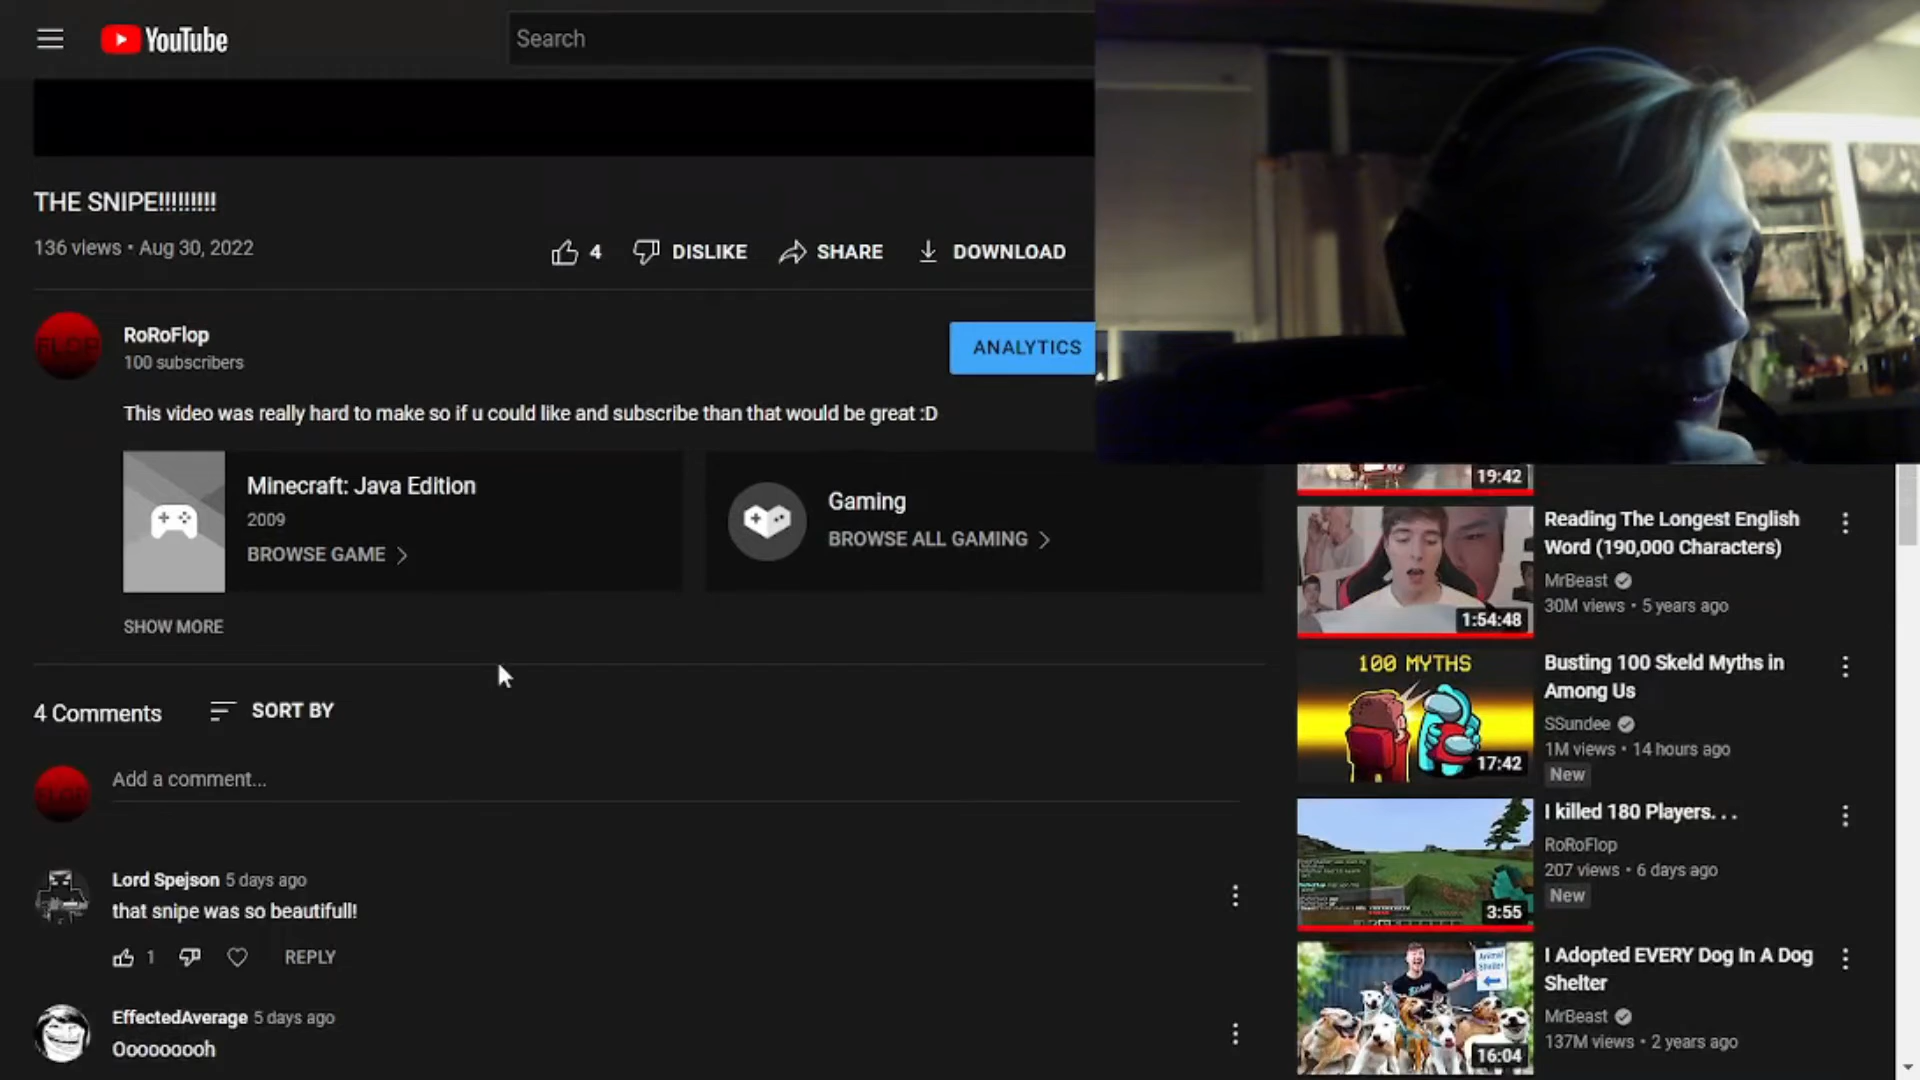 YouTube
Search
THE SNIPE!!!!!!!!!
136 views • Aug 30, 2022
4
DISLIKE
SHARE
DOWNLOAD
FLOP
RoRoFlop
100 subscribers
ANALYTICS
This video was really hard to make so if u could like and subscribe than that would be great :D
Minecraft: Java Edition
2009
BROWSE GAME
Gaming
BROWSE ALL GAMING
SHOW MORE
4 Comments
SORT BY
Add a comment...
Lord Spejson 5 days ago
that snipe was so beautifull!
1
REPLY
EffectedAverage 5 days ago
Ooooooooh
19:42
1:54:48
Reading The Longest English
Word (190,000 Characters)
MrBeast
30M views • 5 years ago
100 MYTHS
17:42
Busting 100 Skeld Myths in
Among Us
SSundee
1M views • 14 hours ago
New
3:55
I killed 180 Players. . .
RoRoFlop
207 views • 6 days ago
New
Animal
Shelter
16:04
I Adopted EVERY Dog In A Dog
Shelter
MrBeast
137M views • 2 years ago